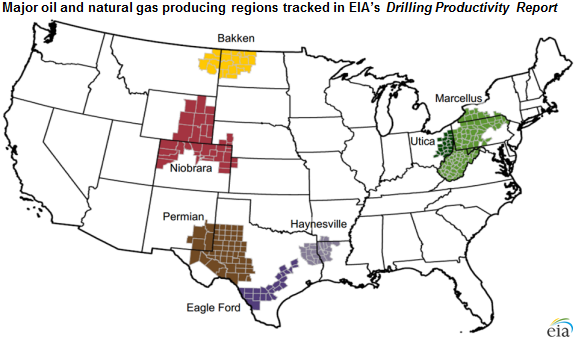 Major oil and natural gas producing regions tracked in EIA's Drilling Productivity Report
Bakken
Marcellus
Utica
Niobrara
Permian
Haynesville
Eagle Ford
eia